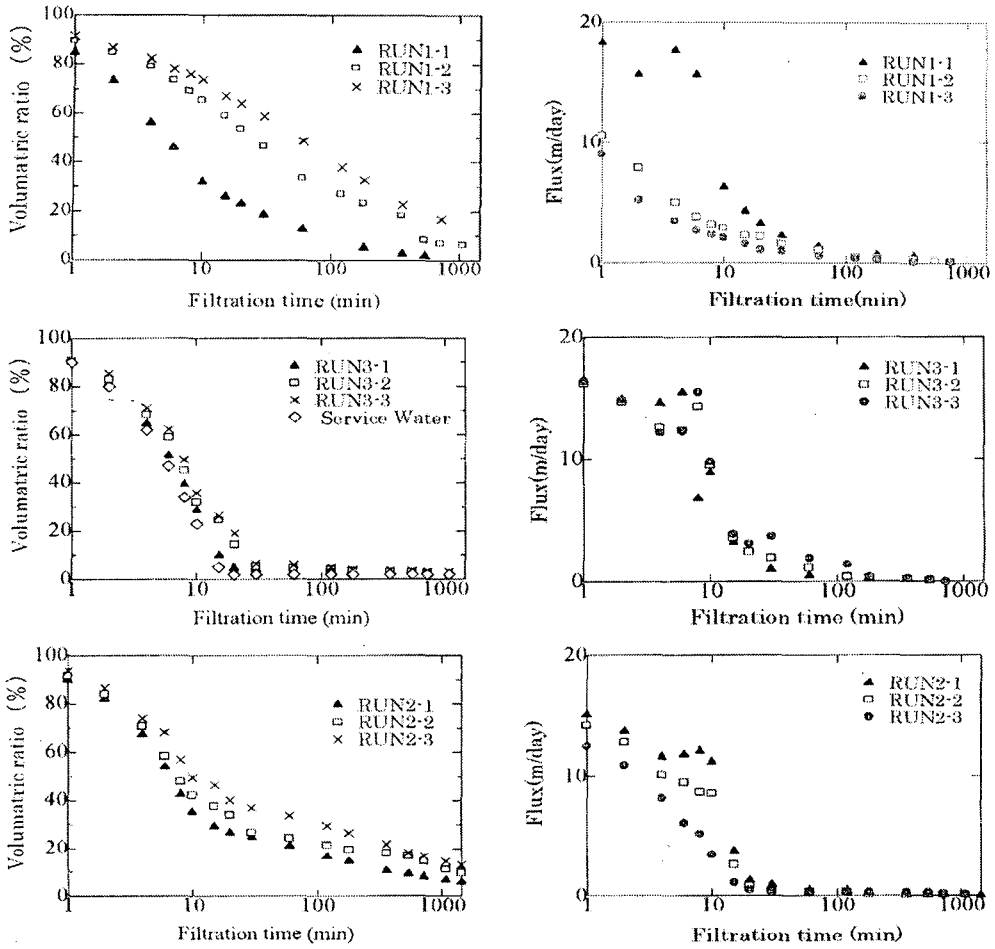 Volumatric ratio (%)
100
80
60
40
20
0
1
10
100
1000
▲ RUN1-1
□ RUN1-2
× RUN1-3
Filtration time (min)
Flux(m/day)
20
10
0
1
10
100
1000
▲ RUN1-1
□ RUN1-2
● RUN1-3
Filtration time(min)
Volumatric ratio (%)
100
80
60
40
20
0
1
10
100
1000
▲ RUN3-1
□ RUN3-2
× RUN3-3
◇ Service Water
Filtration time (min)
Flux(m/day)
20
10
0
1
10
100
1000
▲ RUN3-1
□ RUN3-2
● RUN3-3
Filtration time (min)
Volumatric ratio (%)
100
80
60
40
20
0
1
10
100
1000
▲ RUN2-1
□ RUN2-2
× RUN2-3
Filtration time (min)
Flux(m/day)
20
10
0
1
10
100
1000
▲ RUN2-1
□ RUN2-2
● RUN2-3
Filtration time (min)